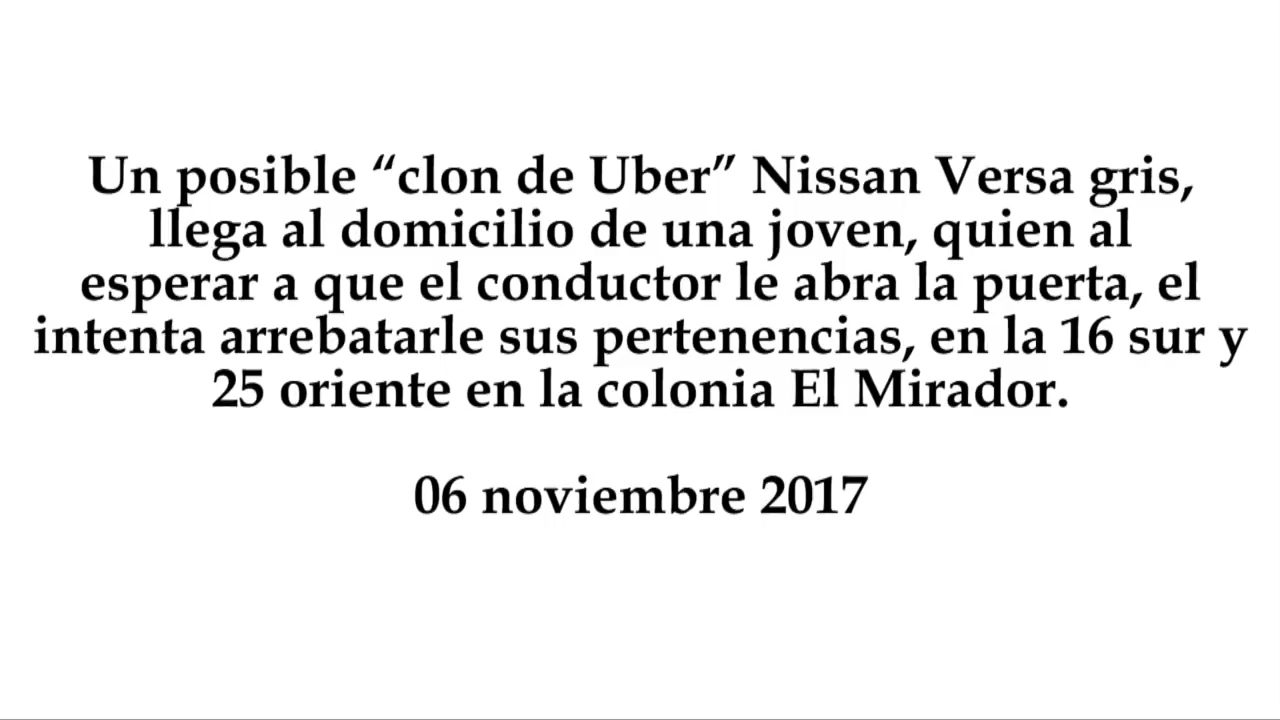 Un posible “clon de Uber” Nissan Versa gris,
llega al domicilio de una joven, quien al
esperar a que el conductor le abra la puerta, el
intenta arrebatarle sus pertenencias, en la 16 sur y
25 oriente en la colonia El Mirador.
06 noviembre 2017